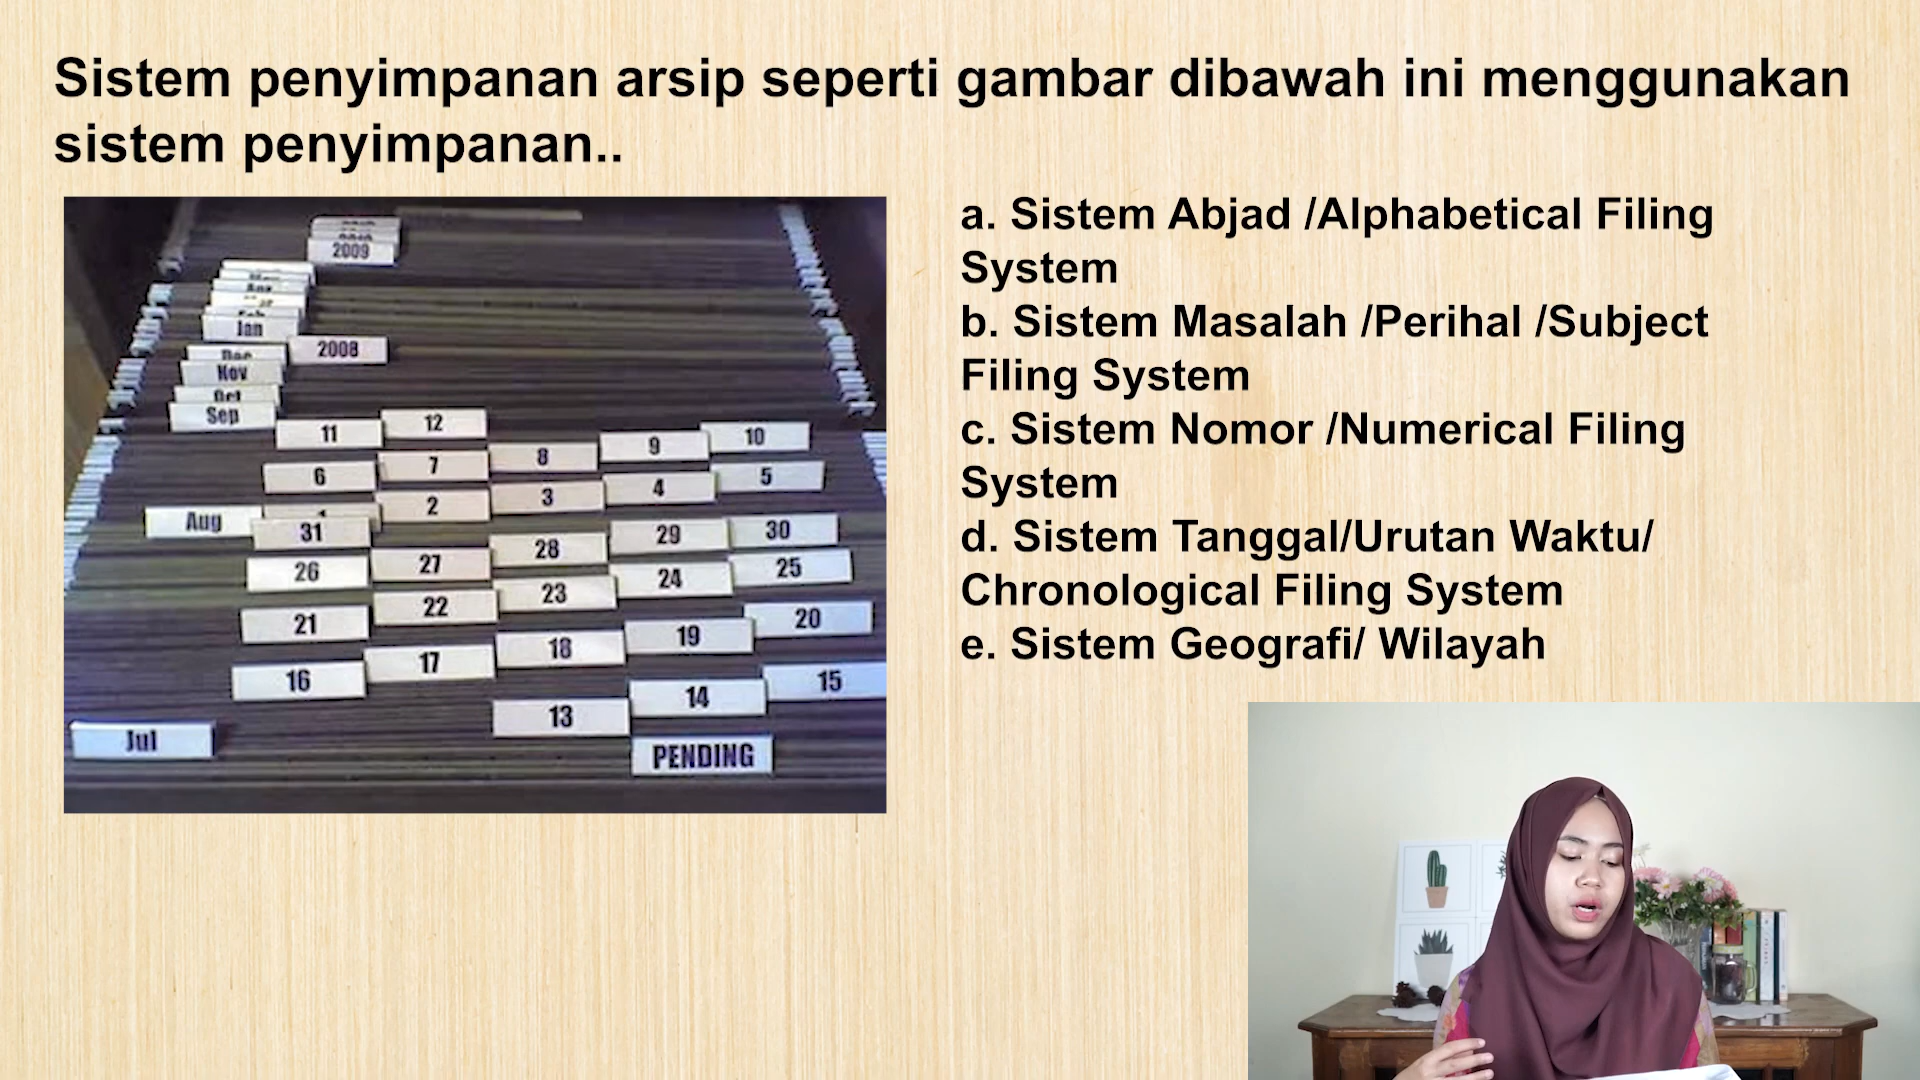 Sistem penyimpanan arsip seperti gambar dibawah ini menggunakan
sistem penyimpanan..
a. Sistem Abjad /Alphabetical Filing
System
b. Sistem Masalah /Perihal /Subject
Filing System
c. Sistem Nomor /Numerical Filing
System
d. Sistem Tanggal/Urutan Waktu/
Chronological Filing System
e. Sistem Geografi/ Wilayah
2009
Jan
2008
Nov
Sep
11 12 8 9 10
6 7 3 4 5
Aug 2
31 27 28 29 30
26 22 23 24 25
21 17 18 19 20
16 13 14 15
Jul PENDING